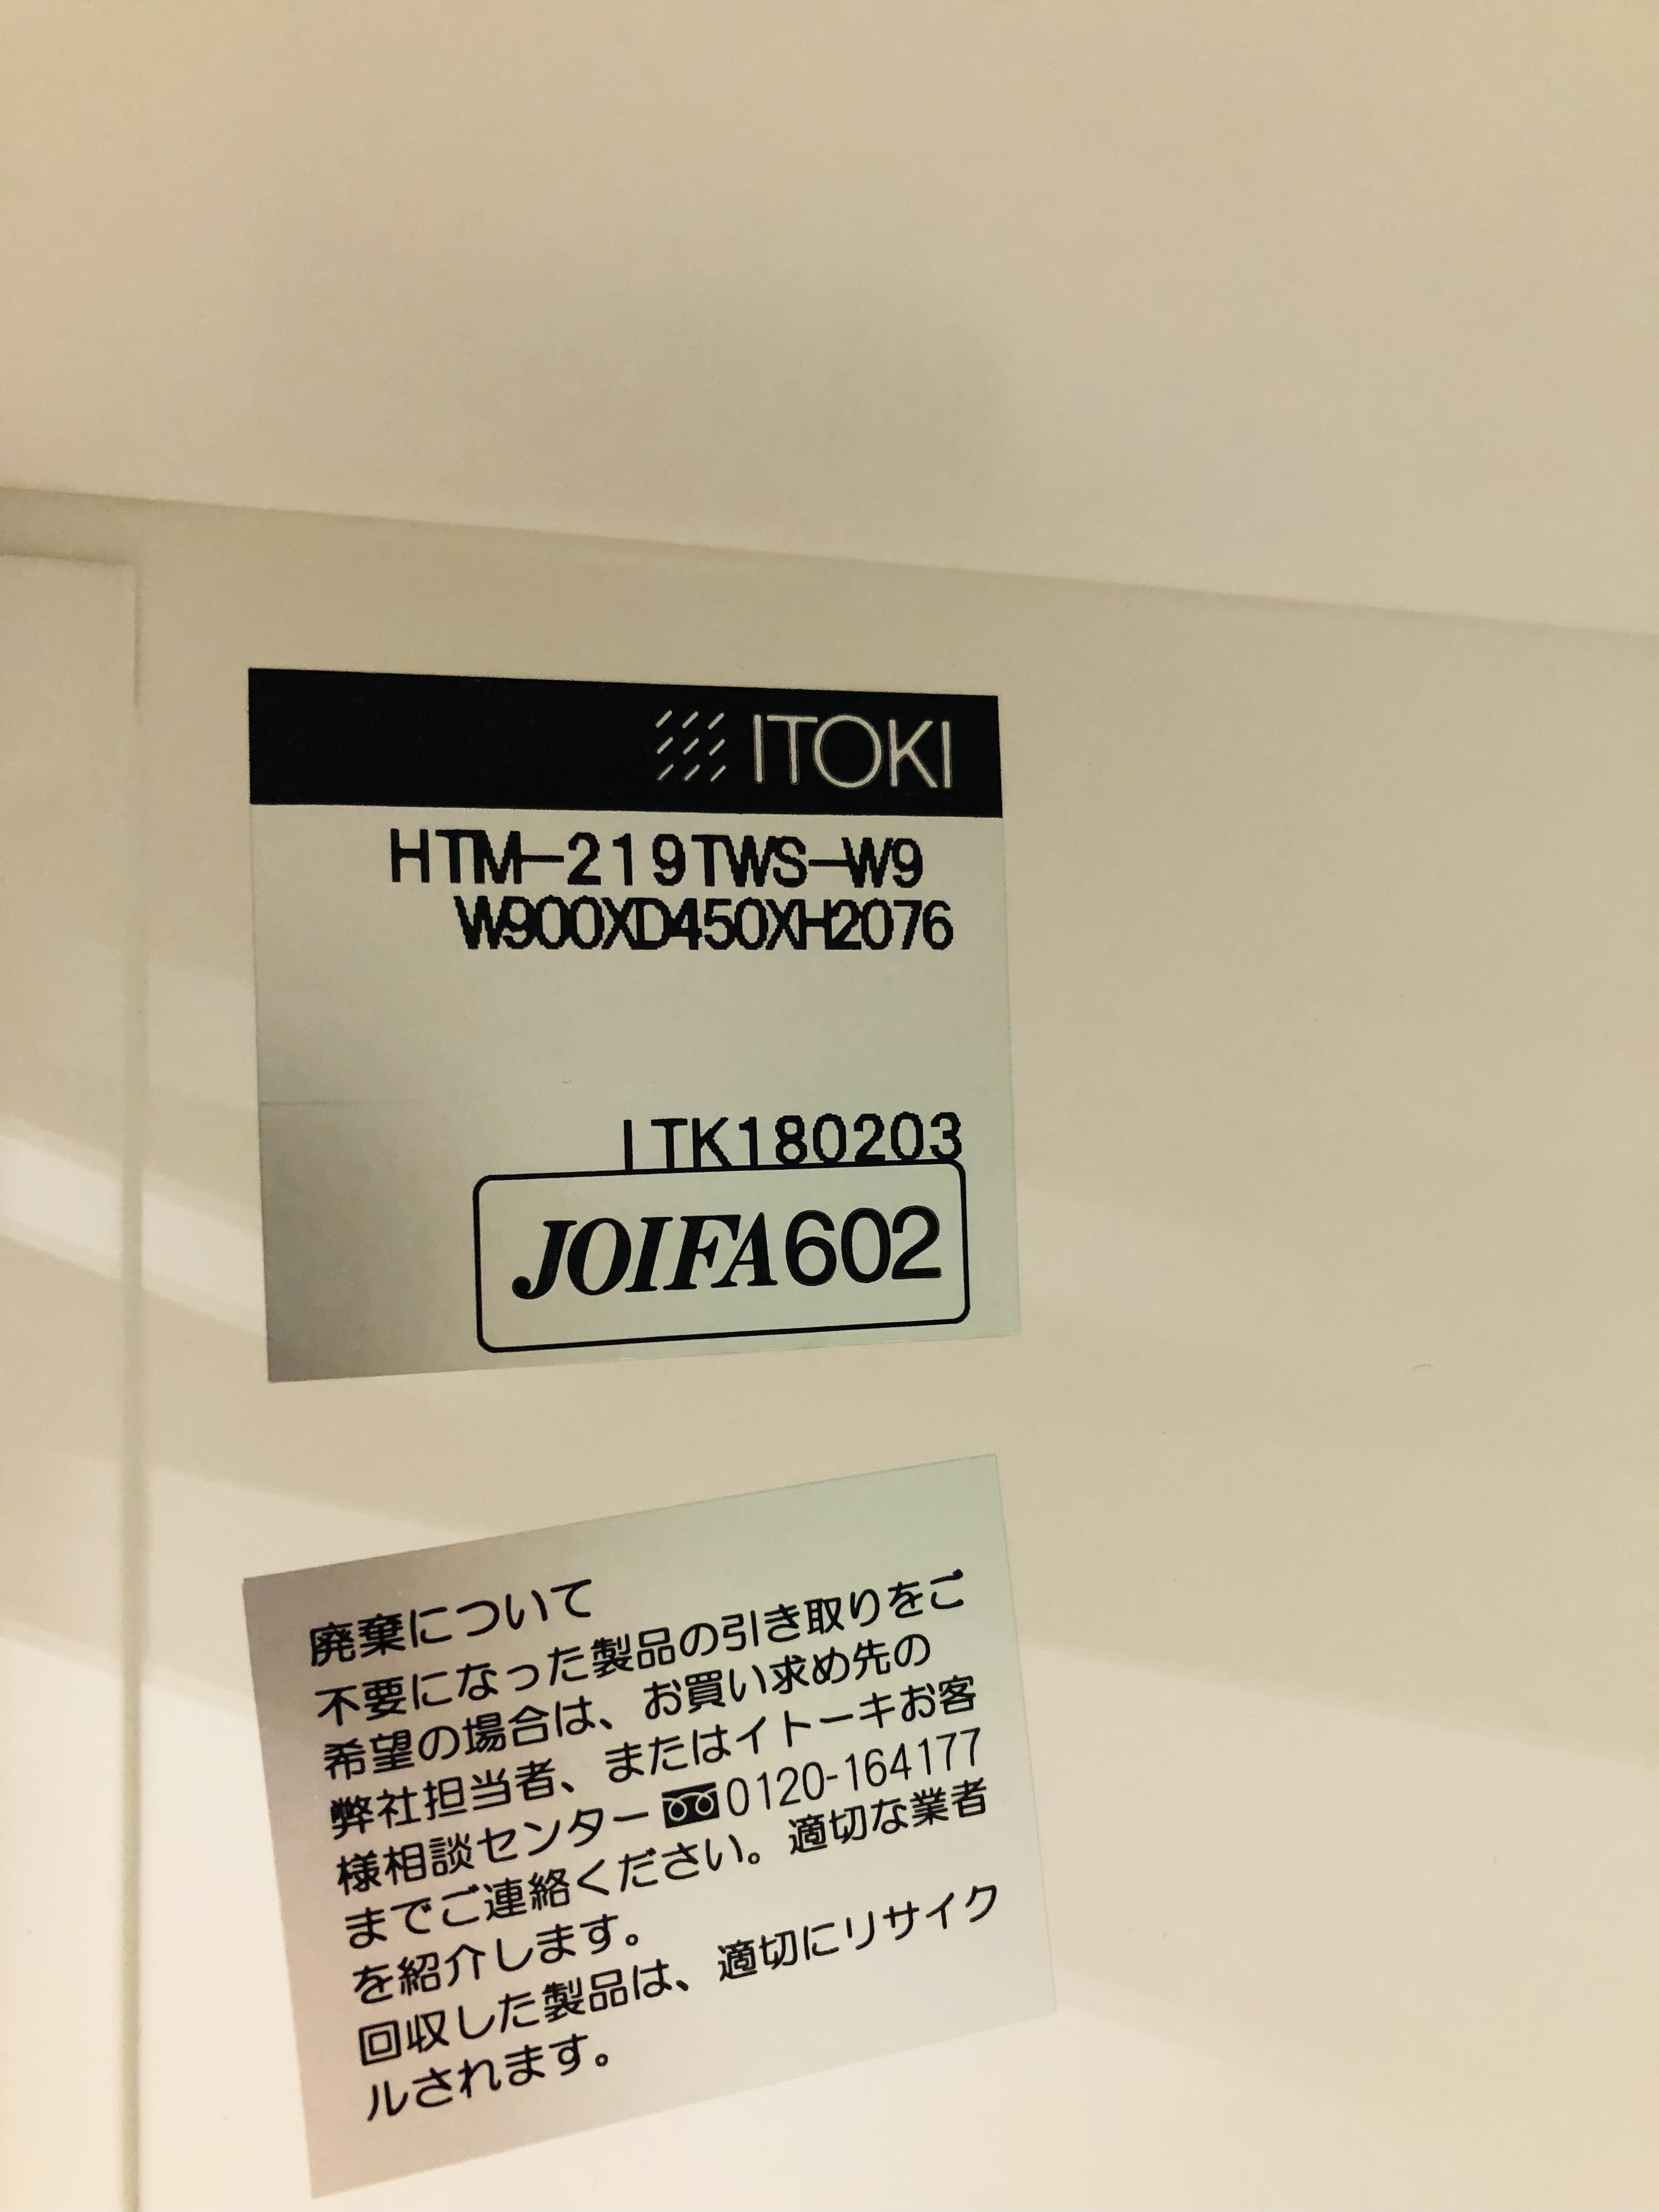 ITOKI
HTM-219TWS-W9
W900XD450XH2076
ITK180203
JOIFA602
廃棄について
不要になった製品の引き取りをご
希望の場合は、お買い求め先の
弊社担当者、またはイトーキお客
様相談センター0120-164177
までご連絡ください。適切な業者
を紹介します。
回収した製品は、適切にリサイク
ルされます。